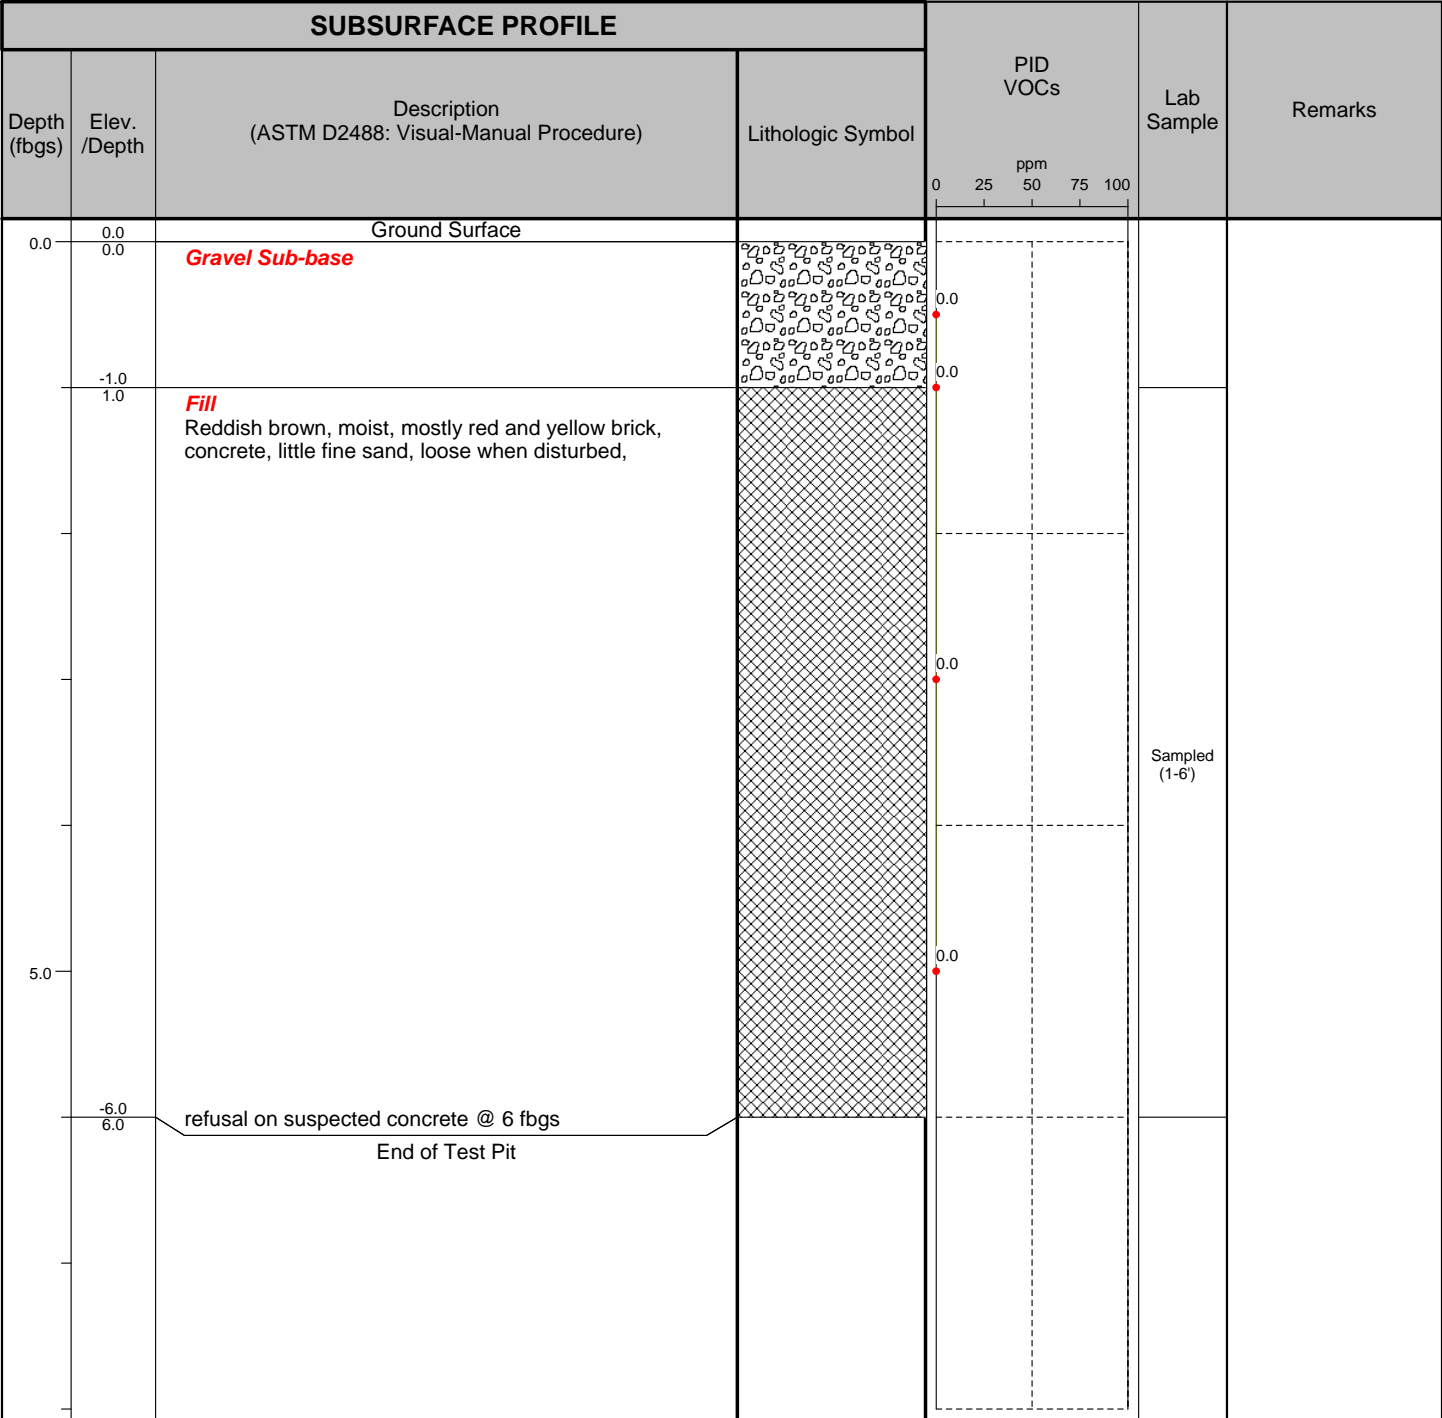 SUBSURFACE PROFILE
Depth
(fbgs)
Elev.
/Depth
Description
(ASTM D2488: Visual-Manual Procedure)
Lithologic Symbol
PID
VOCs
ppm
0 25 50 75 100
Lab
Sample
Remarks
0.0
0.0
0.0
Ground Surface
Gravel Sub-base
0.0
0.0
-1.0
1.0
Fill
Reddish brown, moist, mostly red and yellow brick,
concrete, little fine sand, loose when disturbed,
0.0
Sampled
(1-6')
0.0
5.0
-6.0
6.0
refusal on suspected concrete @ 6 fbgs
End of Test Pit